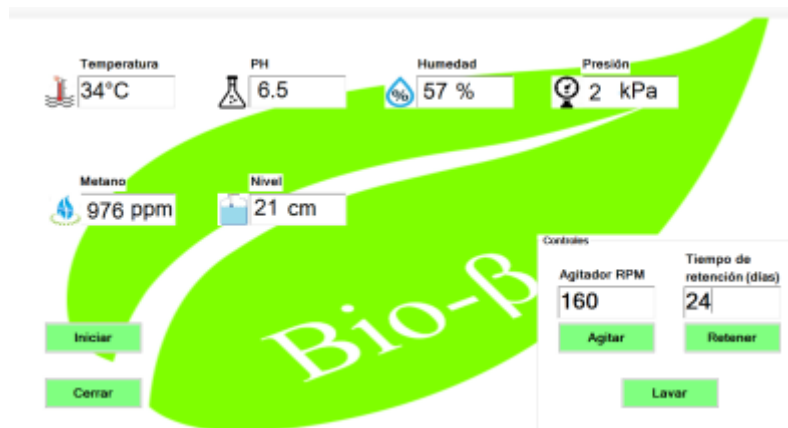 Temperatura
PH
Humedad
Presión
34°C
6.5
%
57 %
2 kPa
Metano
Nivel
976 ppm
21 cm
Controles
Agitador RPM
Tiempo de
retención (días)
160
24
Bio-β
Iniciar
Agitar
Retener
Cerrar
Lavar